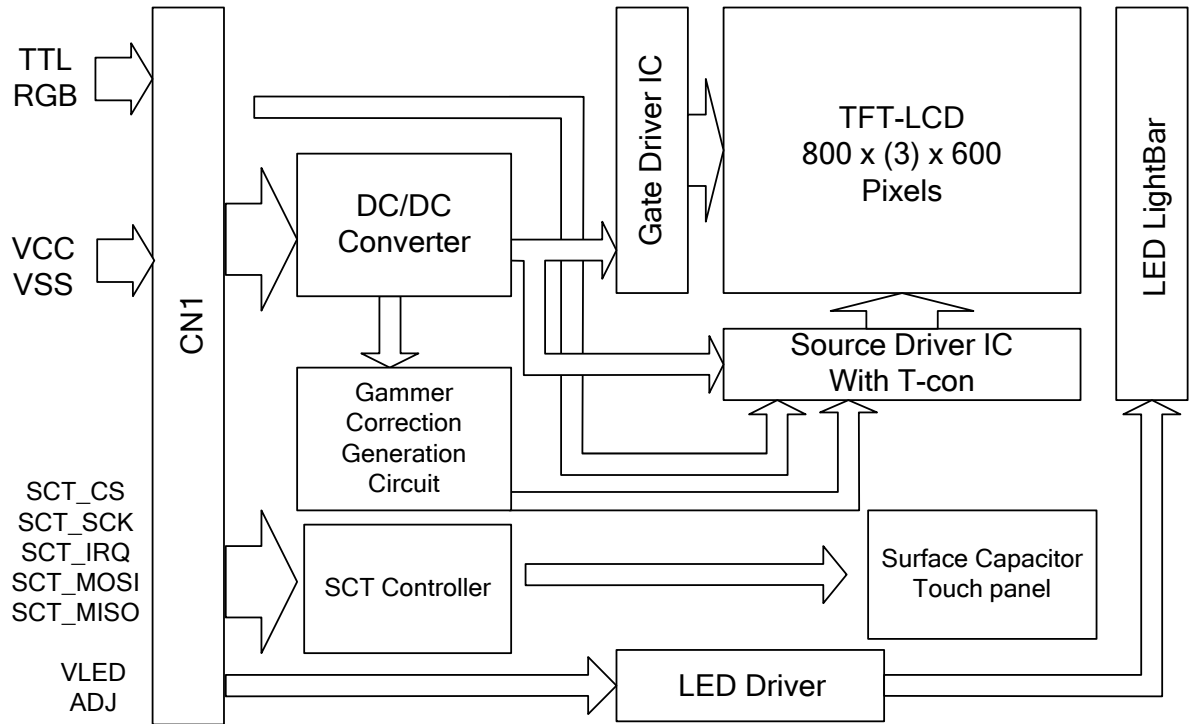 TTL
RGB
VCC
VSS
SCT_CS
SCT_SCK
SCT_IRQ
SCT_MOSI
SCT_MISO
VLED
ADJ
CN1
DC/DC
Converter
Gammer
Correction
Generation
Circuit
SCT Controller
Gate Driver IC
TFT-LCD
800 x (3) x 600
Pixels
Source Driver IC
With T-con
Surface Capacitor
Touch panel
LED Driver
LED LightBar